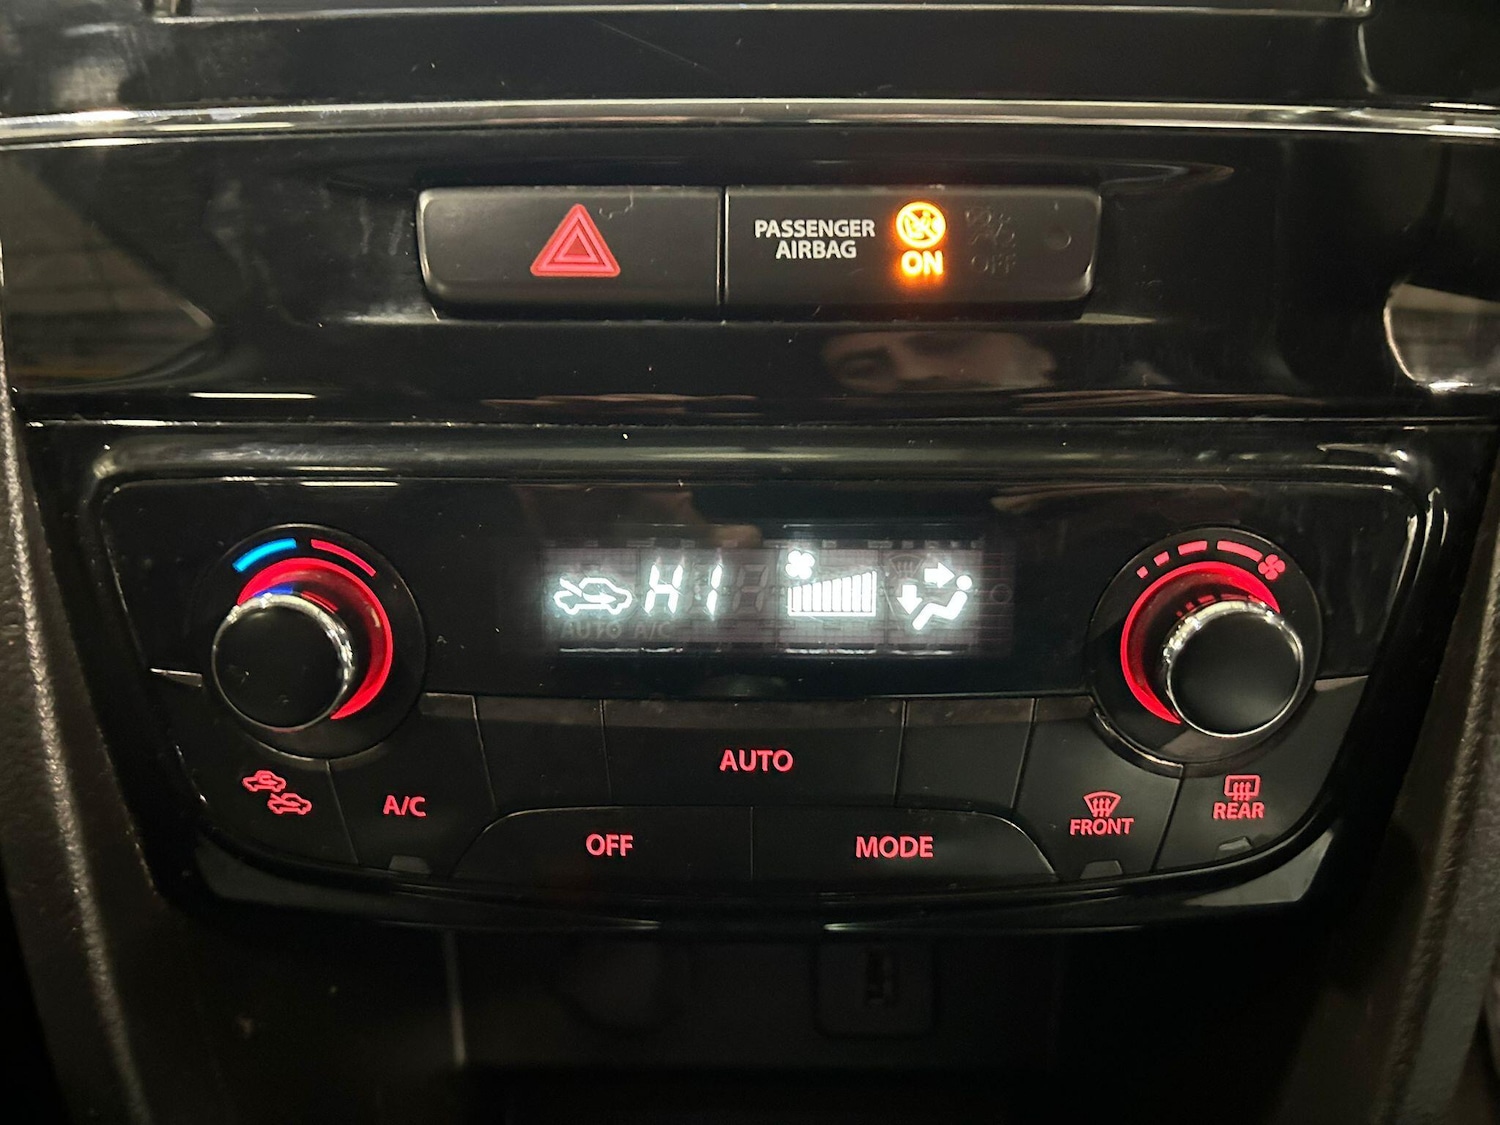 PASSENGER
AIRBAG
ON
OFF
HI
AUTO A/C
AUTO
A/C
OFF
MODE
FRONT
REAR